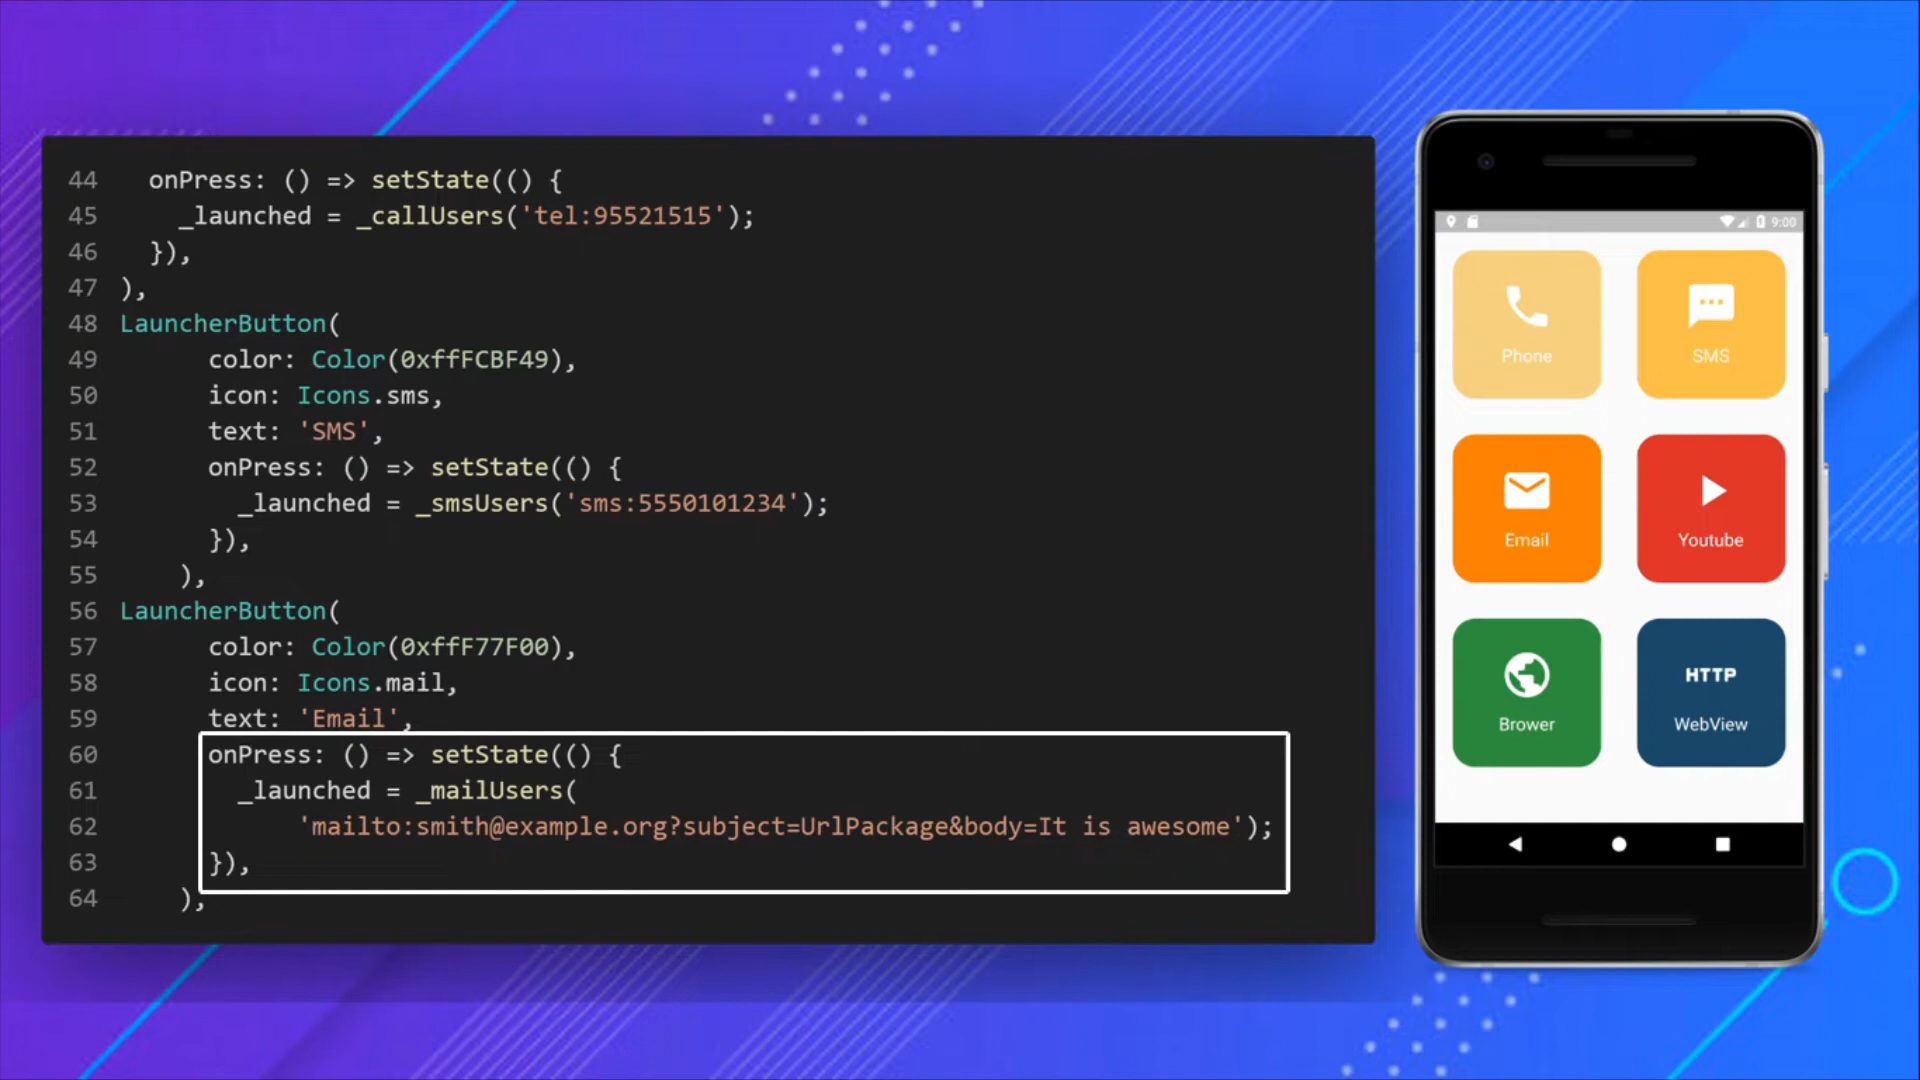 44 onPress: () => setState(() {
45 _launched = _callUsers('tel:95521515');
46 }),
47 ),
48 LauncherButton(
49 color: Color(0xffFCBF49),
50 icon: Icons.sms,
51 text: 'SMS',
52 onPress: () => setState(() {
53 _launched = _smsUsers('sms:5550101234');
54 }),
55 ),
56 LauncherButton(
57 color: Color(0xffF77F00),
58 icon: Icons.mail,
59 text: 'Email',
60 onPress: () => setState(() {
61 _launched = _mailUsers(
62 'mailto:smith@example.org?subject=UrlPackage&body=It is awesome');
63 }),
64 ),
9:00
Phone
SMS
Email
Youtube
HTTP
Brower
WebView